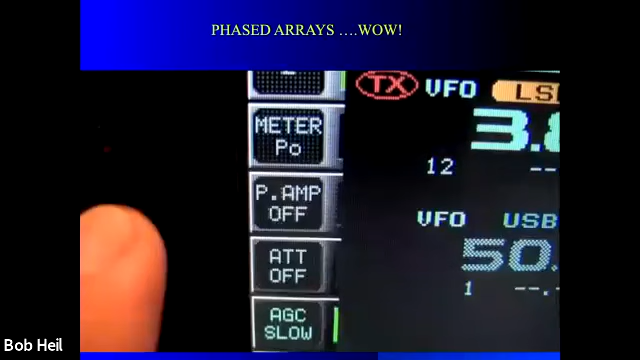 PHASED ARRAYS ….WOW!
TX VFO
METER
Po
12 --
P.AMP
OFF
VFO USB
50.
ATT
OFF
1 --.
AGC
SLOW
Bob Heil